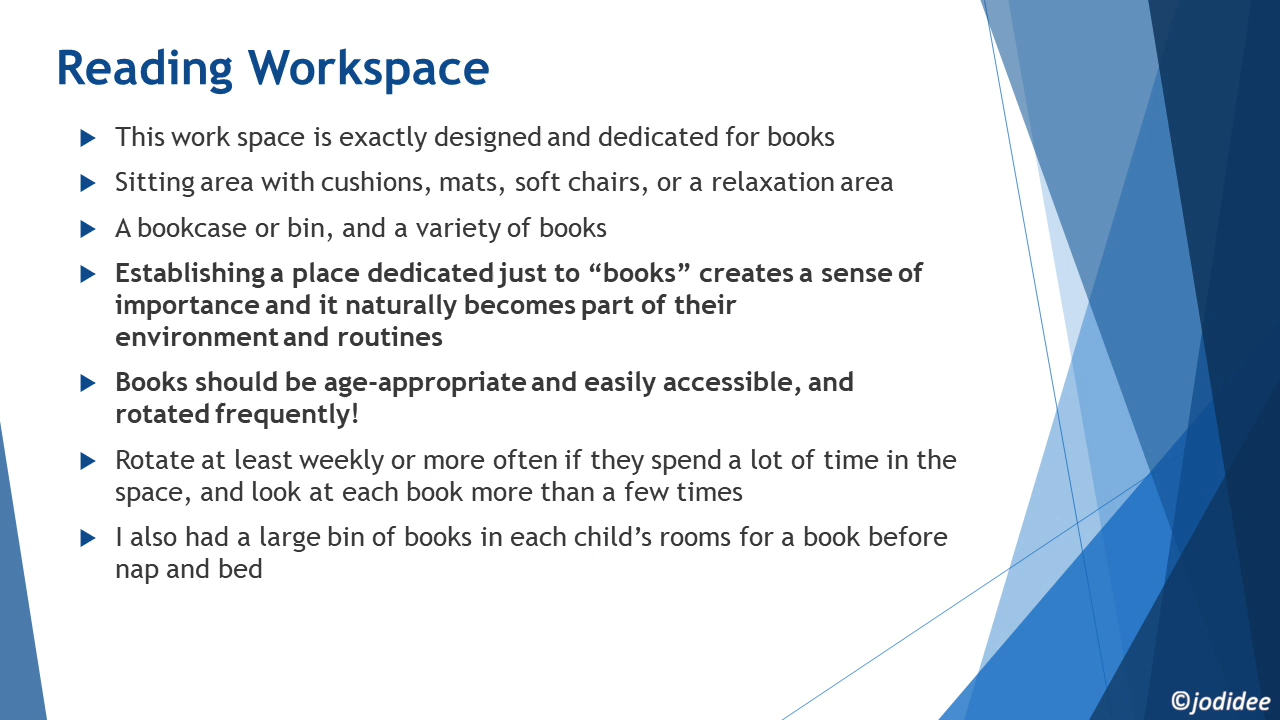 Reading Workspace
This work space is exactly designed and dedicated for books
Sitting area with cushions, mats, soft chairs, or a relaxation area
A bookcase or bin, and a variety of books
Establishing a place dedicated just to “books” creates a sense of
importance and it naturally becomes part of their
environment and routines
Books should be age-appropriate and easily accessible, and
rotated frequently!
Rotate at least weekly or more often if they spend a lot of time in the
space, and look at each book more than a few times
I also had a large bin of books in each child’s rooms for a book before
nap and bed
©jodidee